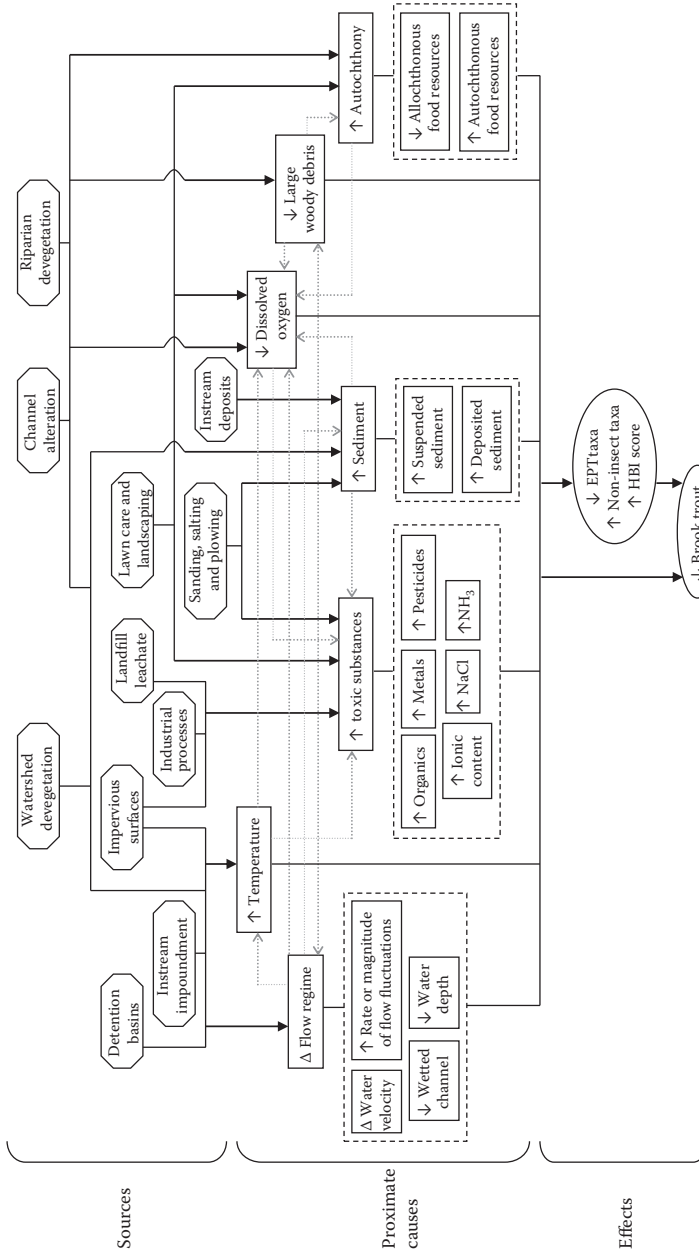 Sources
Detention
basins
Instream
impoundment
Watershed
devegetation
Impervious
surfaces
Industrial
processes
Landfill
leachate
Lawn care and
landscaping
Sanding, salting
and plowing
Channel
alteration
Instream
deposits
Riparian
devegetation
Proximate
causes
Δ Flow regime
↑ Temperature
↑ toxic substances
↑ Sediment
↓ Dissolved
oxygen
↓ Large
woody debris
↑ Autochthony
Δ Water
velocity
↑ Rate or magnitude
of flow fluctuations
↓ Wetted
channel
↓ Water
depth
↑ Organics
↑ Metals
↑ Pesticides
↑ Ionic
content
↑ NaCl
↑NH₃
↑ Suspended
sediment
↑ Deposited
sediment
↓ Allochthonous
food resources
↑ Autochthonous
food resources
Effects
↓ EPT taxa
↑ Non-insect taxa
↑ HBI score
↓ Brook trout